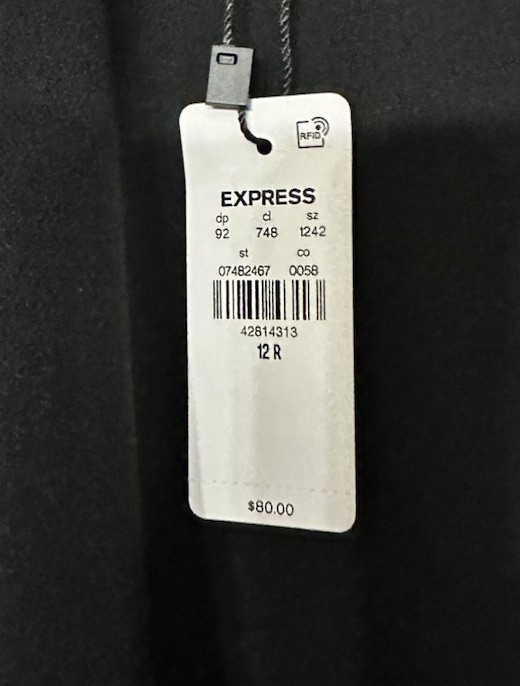 RFID
EXPRESS
dp cl sz
92 748 1242
st co
07482467 0058
42814313
12 R
$80.00